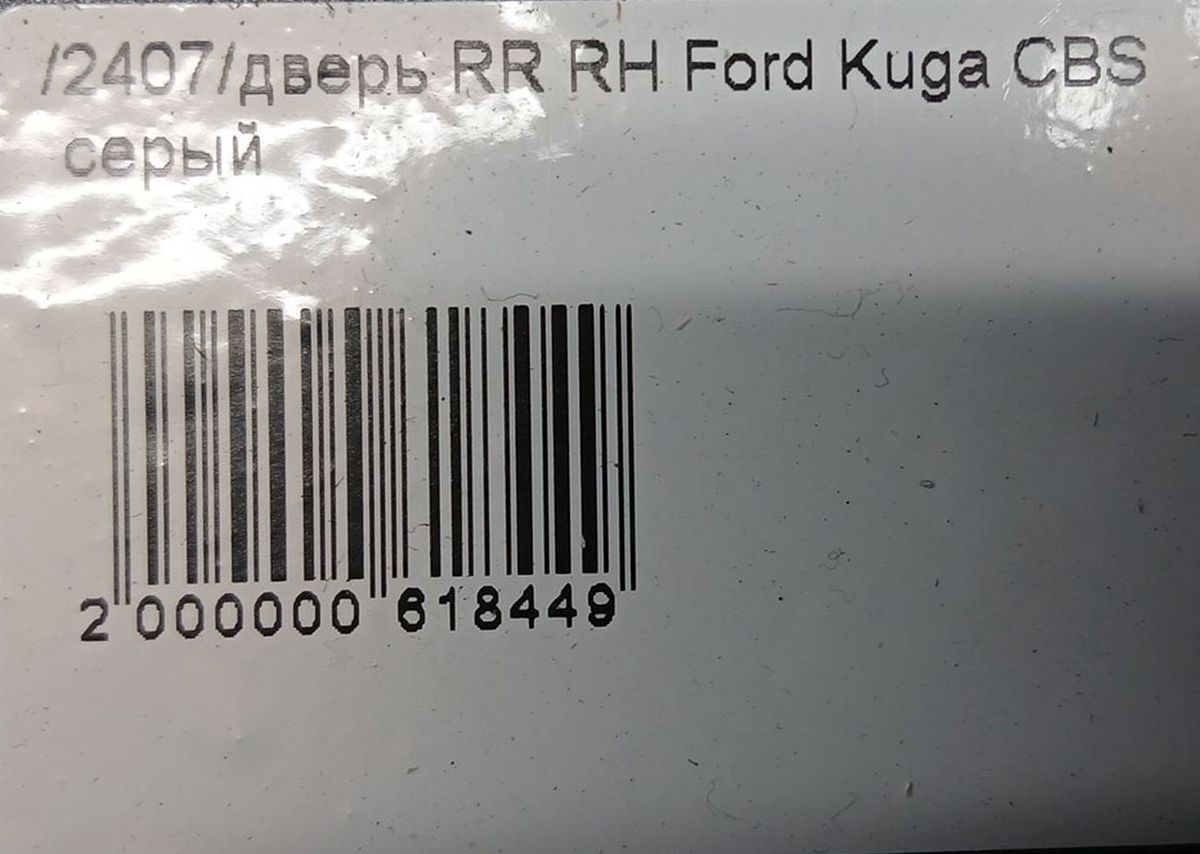 /2407/дверь RR RH Ford Kuga CBS
серый
2 000000 618449